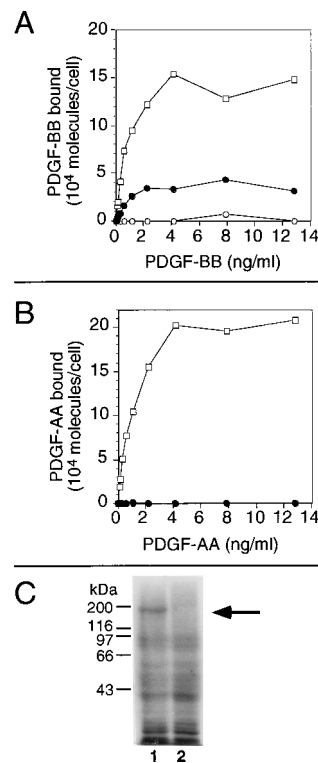 A
PDGF-BB bound
(10⁴ molecules/cell)
20
15
10
5
0
0 2 4 6 8 10 12 14
PDGF-BB (ng/ml)
B
PDGF-AA bound
(10⁴ molecules/cell)
20
15
10
5
0
0 2 4 6 8 10 12 14
PDGF-AA (ng/ml)
C
kDa
200
116
97
66
43
1 2